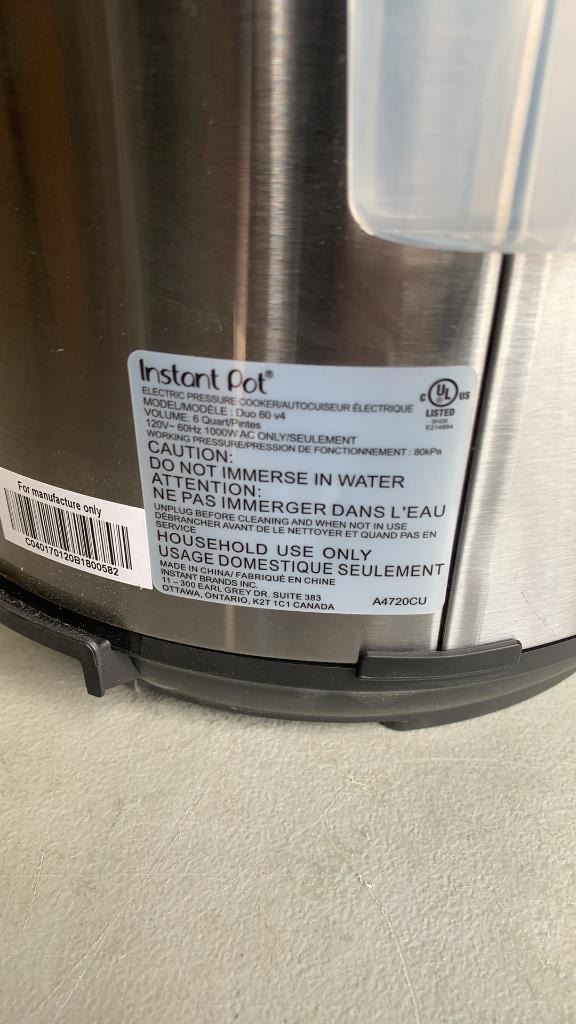 Instant Pot®
ELECTRIC PRESSURE COOKER/AUTOCUISEUR ÉLECTRIQUE
MODEL/MODÈLE : Duo 60 v4
VOLUME: 6 Quart/Pintes
120V~ 60Hz 1000W AC ONLY/SEULEMENT
WORKING PRESSURE/PRESSION DE FONCTIONNEMENT : 80kPa
CAUTION:
DO NOT IMMERSE IN WATER
ATTENTION:
NE PAS IMMERGER DANS L'EAU
UNPLUG BEFORE CLEANING AND WHEN NOT IN USE
DÉBRANCHER AVANT DE LE NETTOYER ET QUAND PAS EN
SERVICE
HOUSEHOLD USE ONLY
USAGE DOMESTIQUE SEULEMENT
MADE IN CHINA/ FABRIQUÉ EN CHINE
INSTANT BRANDS INC.
11 – 300 EARL GREY DR. SUITE 383
OTTAWA, ONTARIO, K2T 1C1 CANADA
A4720CU
C UL US
LISTED
E214884
For manufacture only
C040170120B1800582